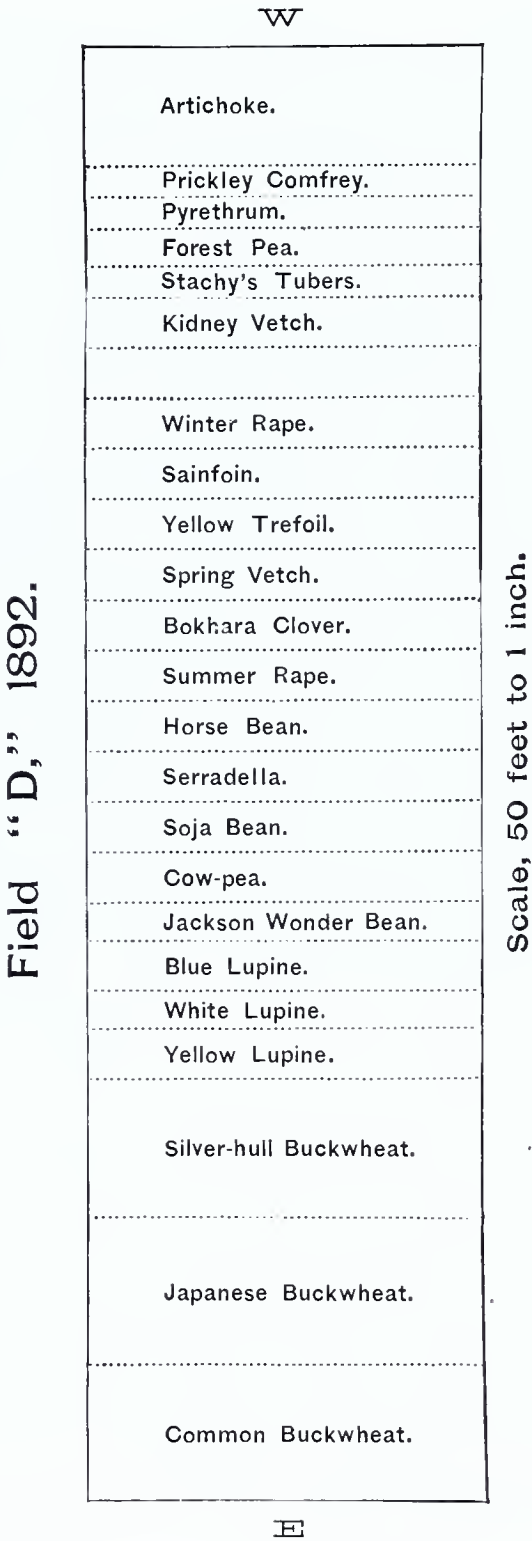 W
Artichoke.
Prickley Comfrey.
Pyrethrum.
Forest Pea.
Stachy's Tubers.
Kidney Vetch.
Winter Rape.
Sainfoin.
Yellow Trefoil.
Spring Vetch.
Bokhara Clover.
Summer Rape.
Horse Bean.
Serradella.
Soja Bean.
Cow-pea.
Jackson Wonder Bean.
Blue Lupine.
White Lupine.
Yellow Lupine.
Silver-hull Buckwheat.
Japanese Buckwheat.
Common Buckwheat.
E
Field "D," 1892.
Scale, 50 feet to 1 inch.